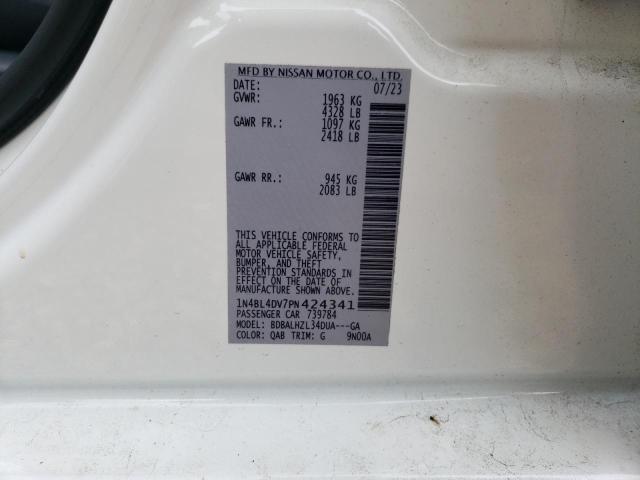 MFD BY NISSAN MOTOR CO., LTD.
DATE: 07/23
GVWR: 1963 KG
4328 LB
GAWR FR.: 1097 KG
2418 LB
GAWR RR.: 945 KG
2083 LB
THIS VEHICLE CONFORMS TO
ALL APPLICABLE FEDERAL
MOTOR VEHICLE SAFETY,
BUMPER, AND THEFT
PREVENTION STANDARDS IN
EFFECT ON THE DATE OF
MANUFACTURE SHOWN ABOVE.
1N4BL4DV7PN424341
PASSENGER CAR 739784
MODEL: BDBALHZL34DUA---GA
COLOR: QAB TRIM: G 9N00A